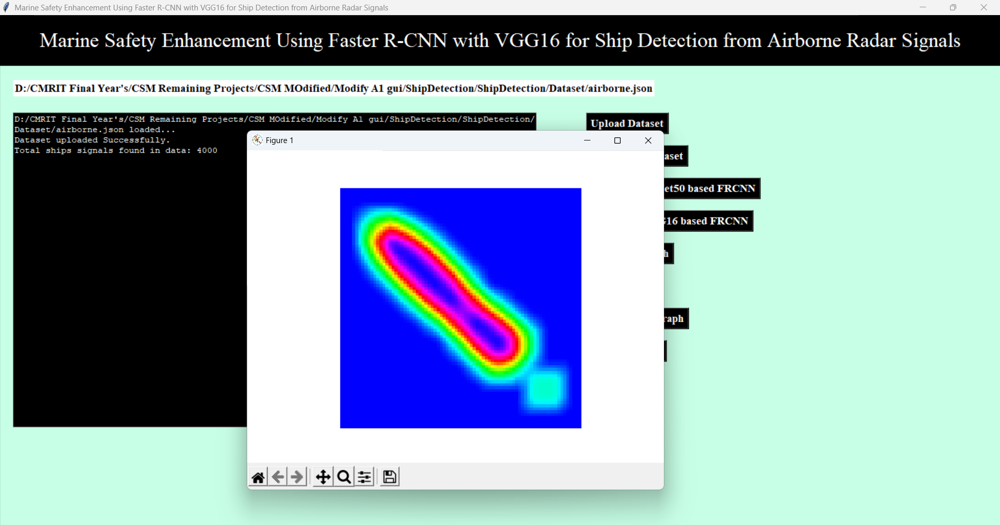 Marine Safety Enhancement Using Faster R-CNN with VGG16 for Ship Detection from Airborne Radar Signals
Marine Safety Enhancement Using Faster R-CNN with VGG16 for Ship Detection from Airborne Radar Signals
D:/CMRIT Final Year's/CSM Remaining Projects/CSM MOdified/Modify A1 gui/ShipDetection/ShipDetection/Dataset/airborne.json
D:/CMRIT Final Year's/CSM Remaining Projects/CSM MOdified/Modify A1 gui/ShipDetection/ShipDetection/
Dataset/airborne.json loaded...
Dataset uploaded Successfully.
Total ships signals found in data: 4000
Upload Dataset
Figure 1
aset
et50 based FRCNN
16 based FRCNN
h
raph